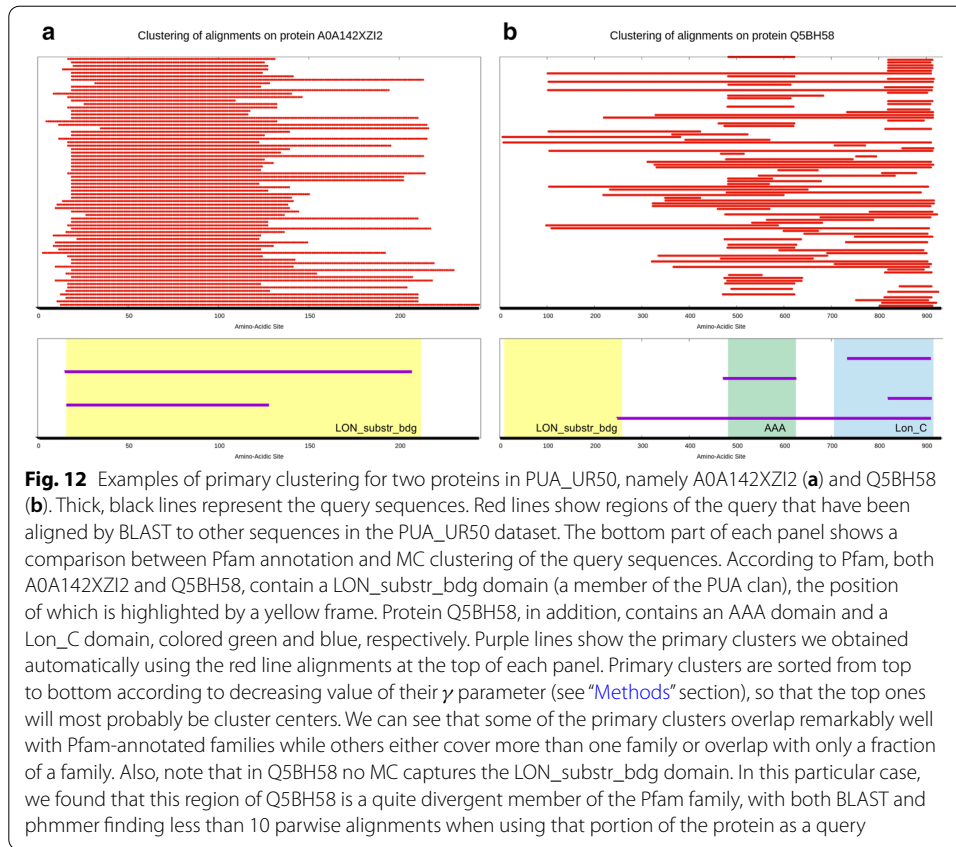 a
Clustering of alignments on protein A0A142XZI2
b
Clustering of alignments on protein Q5BH58
0 50 100 150 200
Amino-Acidic Site
0 100 200 300 400 500 600 700 800 900
Amino-Acidic Site
LON_substr_bdg
LON_substr_bdg AAA Lon_C
0 50 100 150 200
Amino-Acidic Site
0 100 200 300 400 500 600 700 800 900
Amino-Acidic Site
Fig. 12 Examples of primary clustering for two proteins in PUA_UR50, namely A0A142XZI2 (a) and Q5BH58
(b). Thick, black lines represent the query sequences. Red lines show regions of the query that have been
aligned by BLAST to other sequences in the PUA_UR50 dataset. The bottom part of each panel shows a
comparison between Pfam annotation and MC clustering of the query sequences. According to Pfam, both
A0A142XZI2 and Q5BH58, contain a LON_substr_bdg domain (a member of the PUA clan), the position
of which is highlighted by a yellow frame. Protein Q5BH58, in addition, contains an AAA domain and a
Lon_C domain, colored green and blue, respectively. Purple lines show the primary clusters we obtained
automatically using the red line alignments at the top of each panel. Primary clusters are sorted from top
to bottom according to decreasing value of their γ parameter (see "Methods" section), so that the top ones
will most probably be cluster centers. We can see that some of the primary clusters overlap remarkably well
with Pfam-annotated families while others either cover more than one family or overlap with only a fraction
of a family. Also, note that in Q5BH58 no MC captures the LON_substr_bdg domain. In this particular case,
we found that this region of Q5BH58 is a quite divergent member of the Pfam family, with both BLAST and
phmmer finding less than 10 parwise alignments when using that portion of the protein as a query